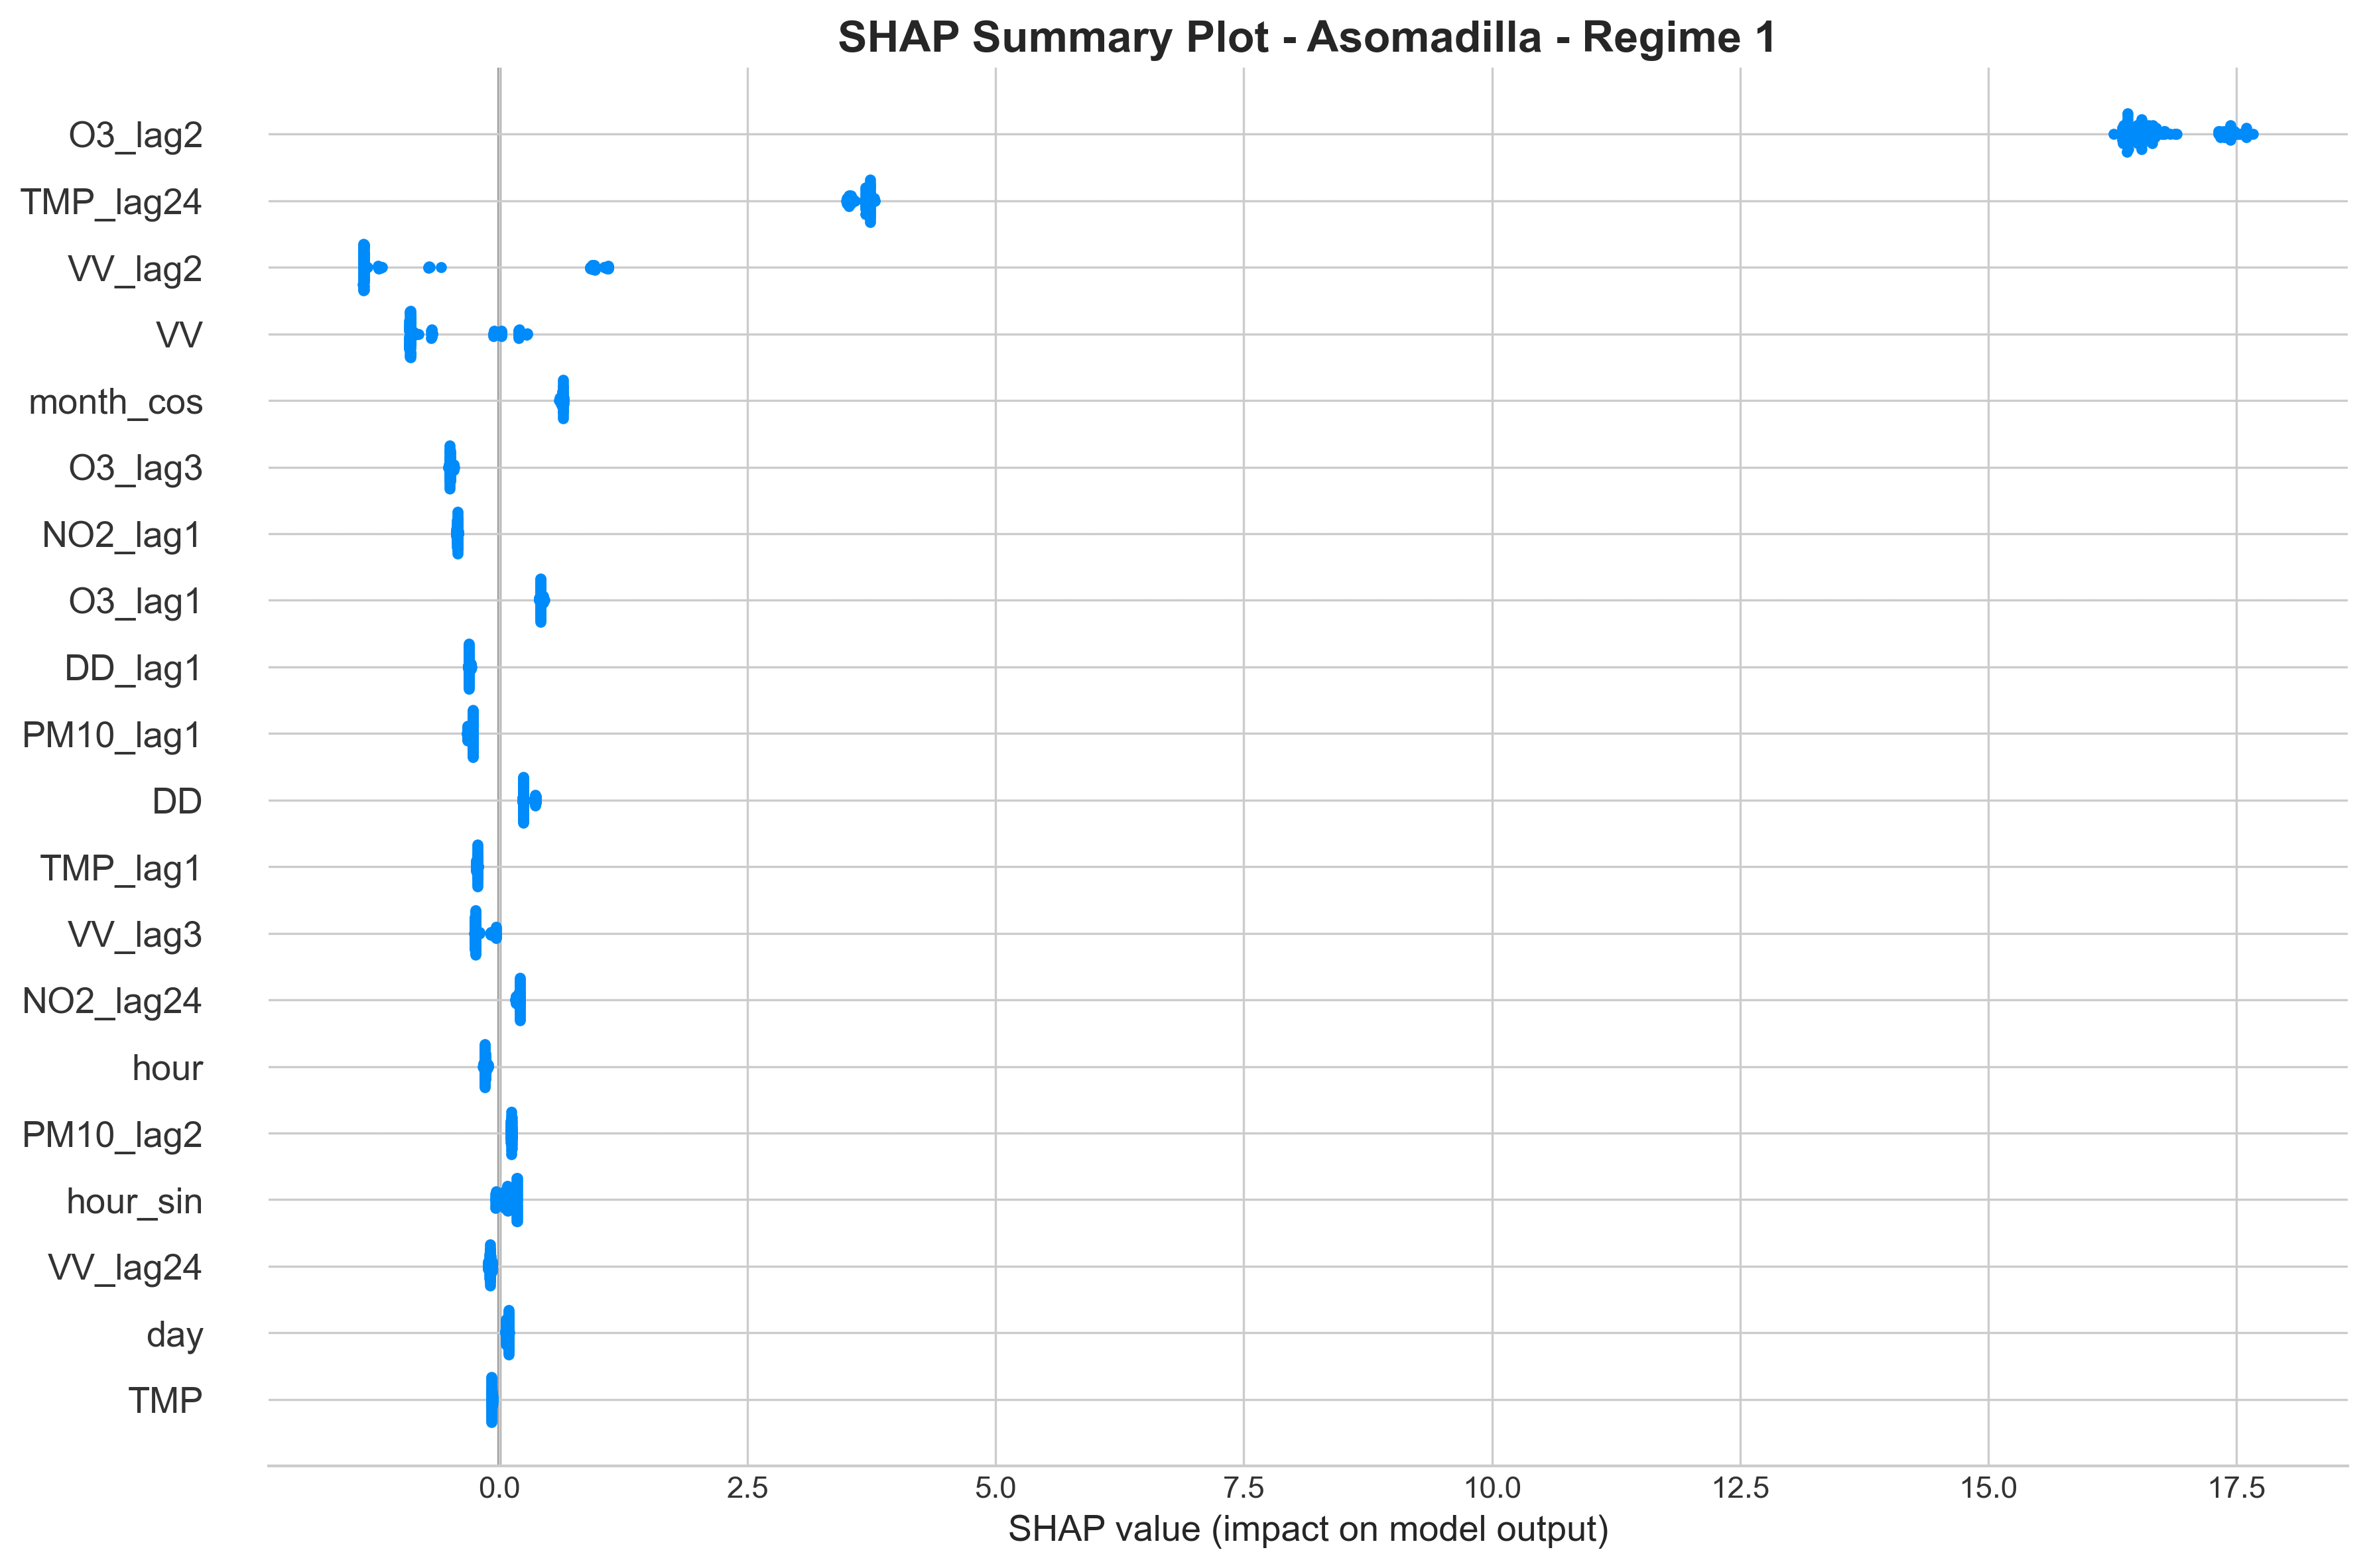 SHAP Summary Plot - Asomadilla - Regime 1
O3_lag2
TMP_lag24
VV_lag2
VV
month_cos
O3_lag3
NO2_lag1
O3_lag1
DD_lag1
PM10_lag1
DD
TMP_lag1
VV_lag3
NO2_lag24
hour
PM10_lag2
hour_sin
VV_lag24
day
TMP
0.0 2.5 5.0 7.5 10.0 12.5 15.0 17.5
SHAP value (impact on model output)